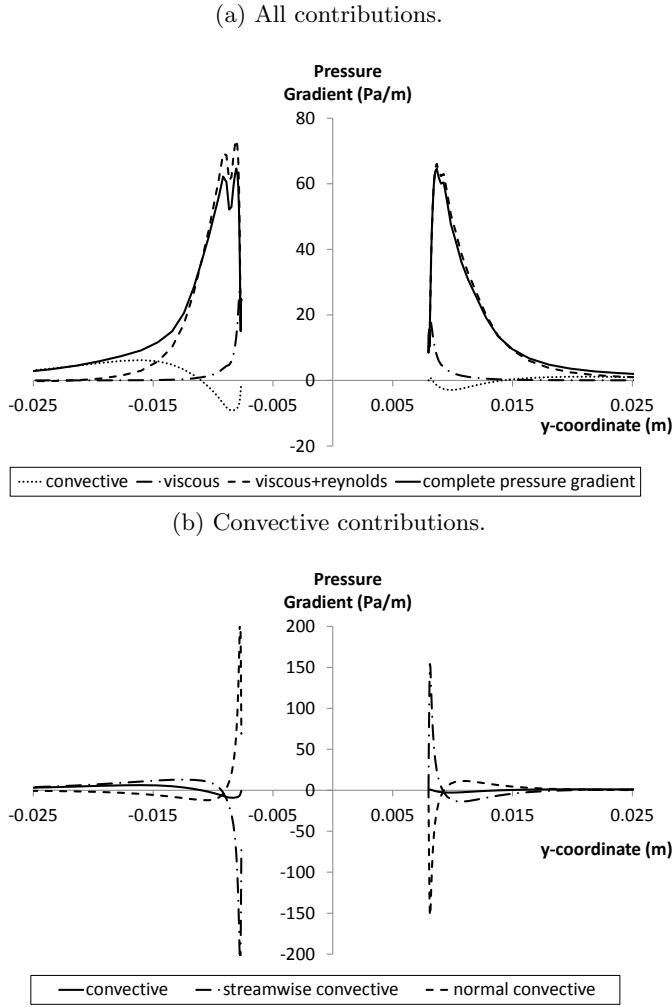 (a) All contributions.
Pressure
Gradient (Pa/m)
80
60
40
20
0
-20
-0.025 -0.015 -0.005 0.005 0.015 0.025
y-coordinate (m)
convective viscous viscous+reynolds complete pressure gradient
(b) Convective contributions.
Pressure
Gradient (Pa/m)
200
150
100
50
0
-0.025 -0.015 -0.005 0.005 0.015 0.025
-50
y-coordinate (m)
-100
-150
-200
convective streamwise convective normal convective